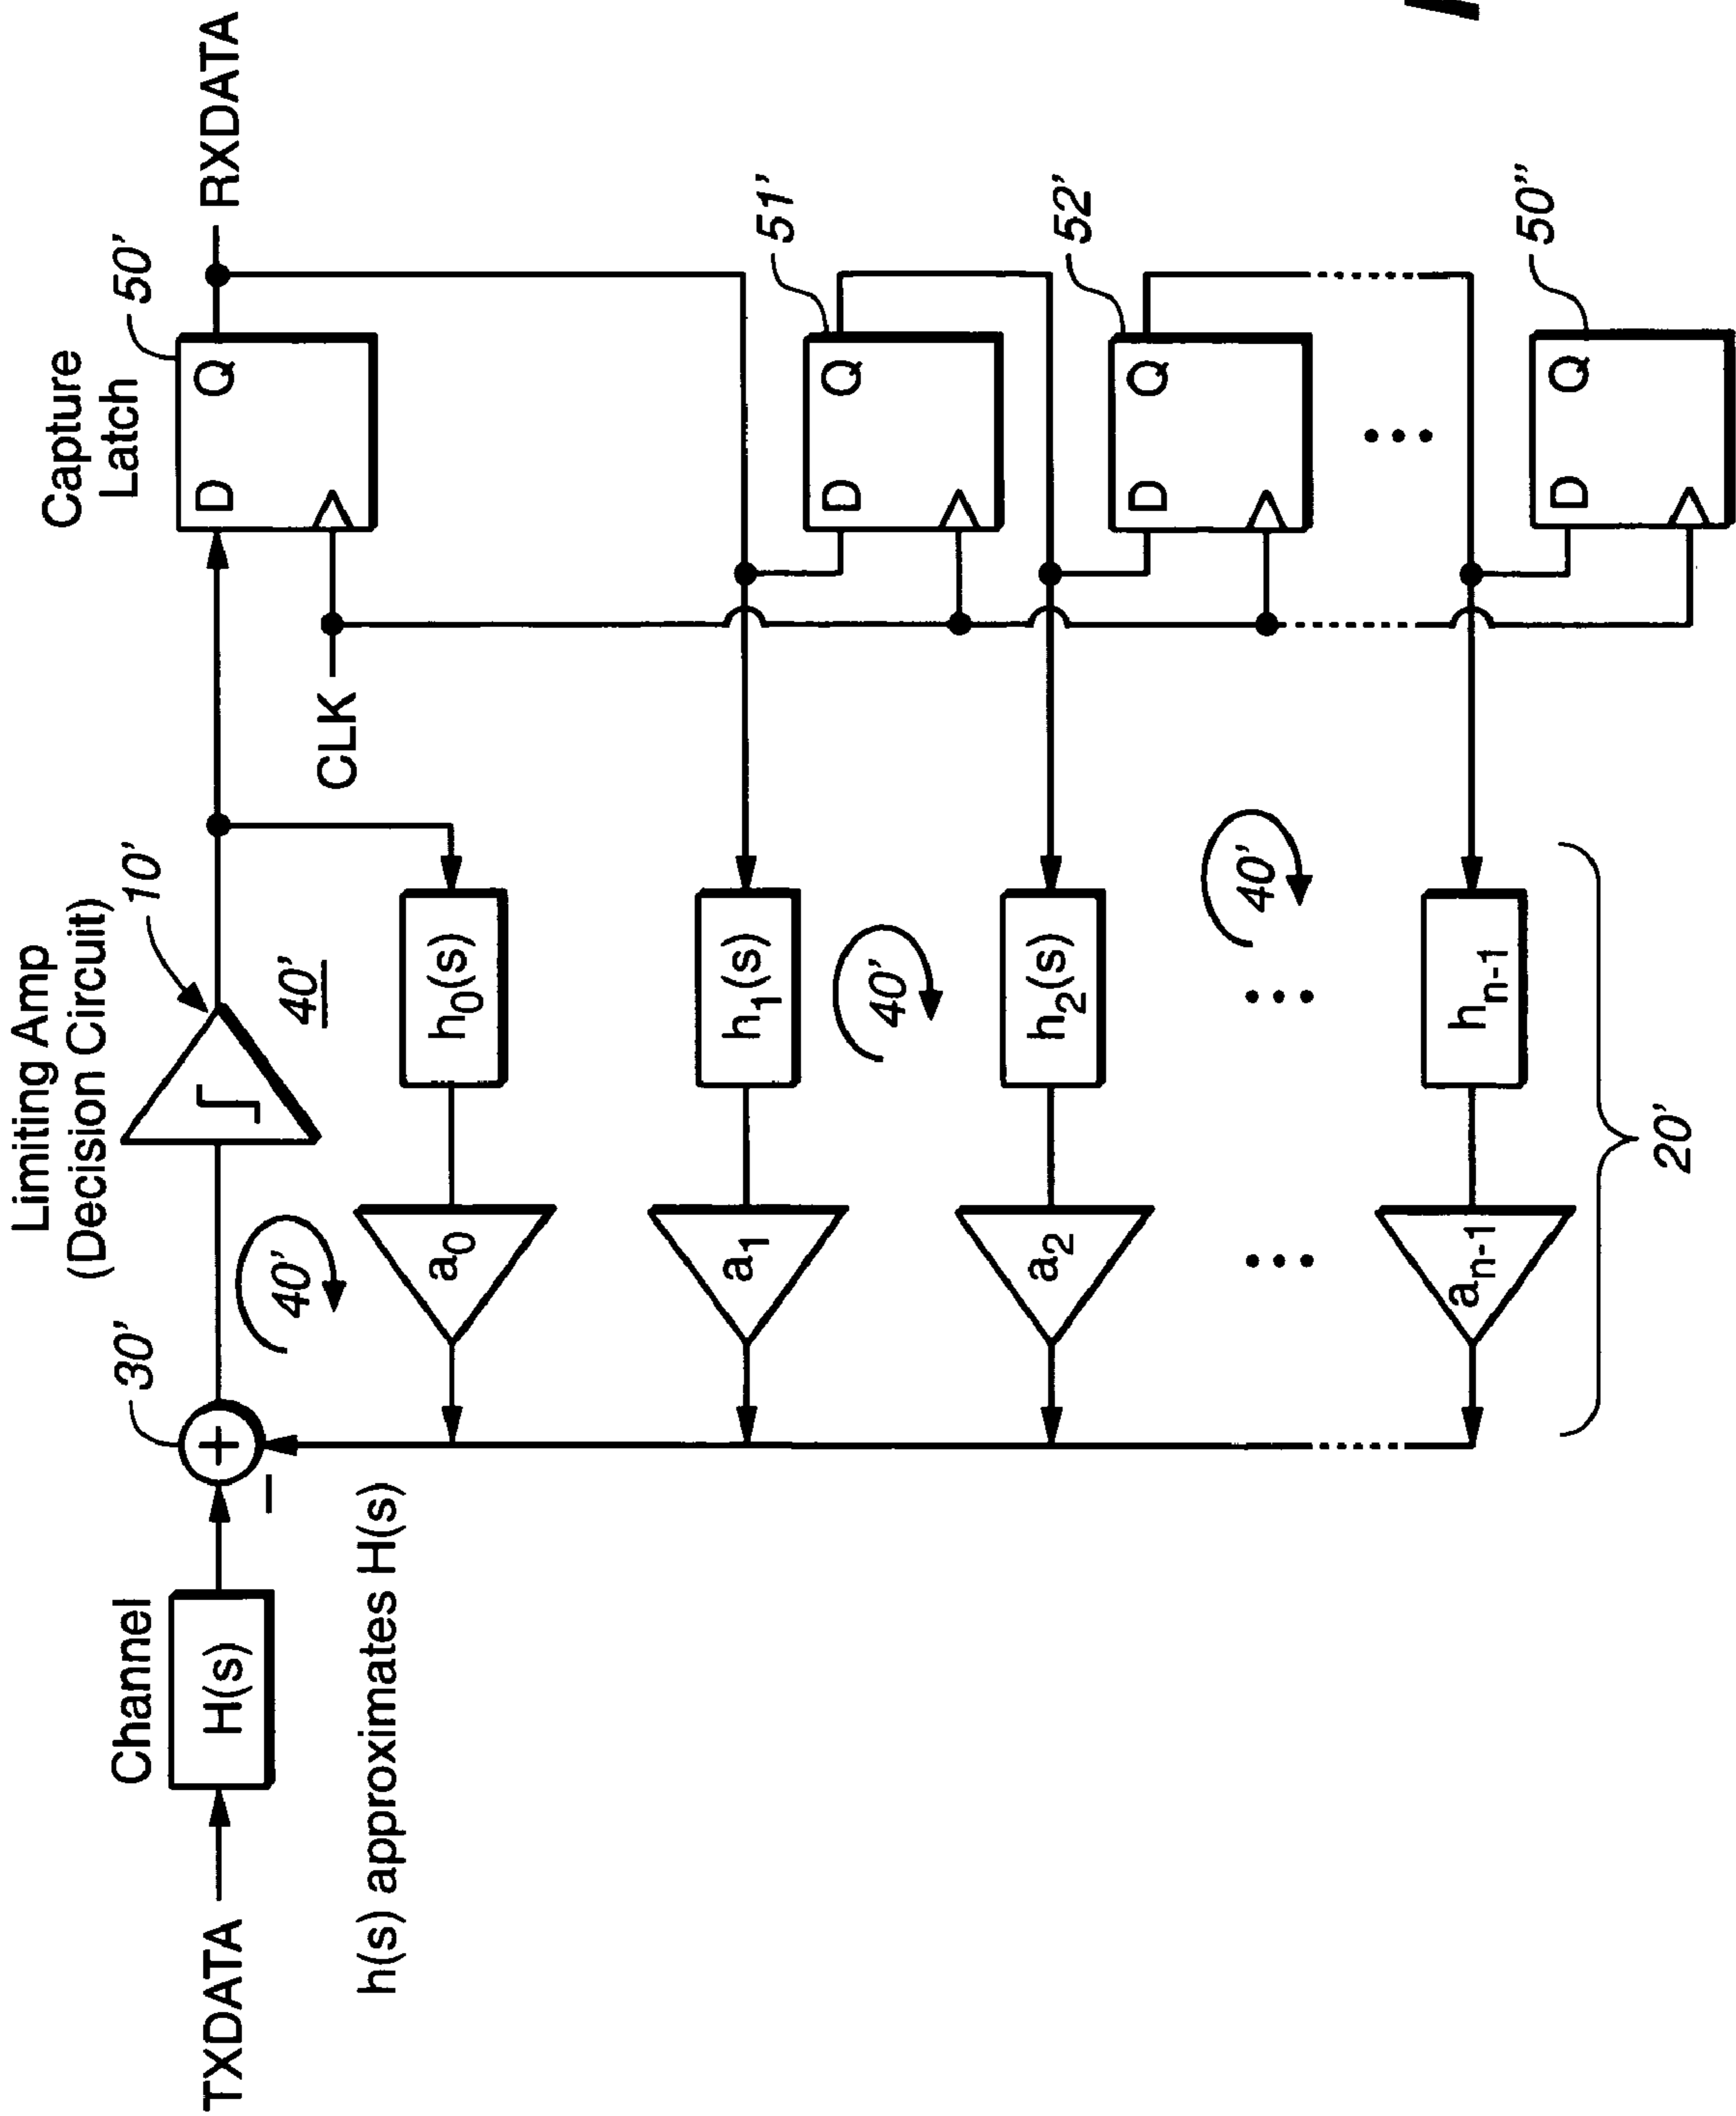 Limiting Amp
(Decision Circuit)
Capture
Latch
Channel
30'
10'
50'
TXDATA
H(s)
+
−
40'
40'
D
Q
RXDATA
CLK
h(s) approximates H(s)
a0
h0(s)
a1
h1(s)
40'
D
Q
51'
a2
h2(s)
40'
D
Q
52'
...
...
...
an-1
hn-1
D
Q
50"
20'